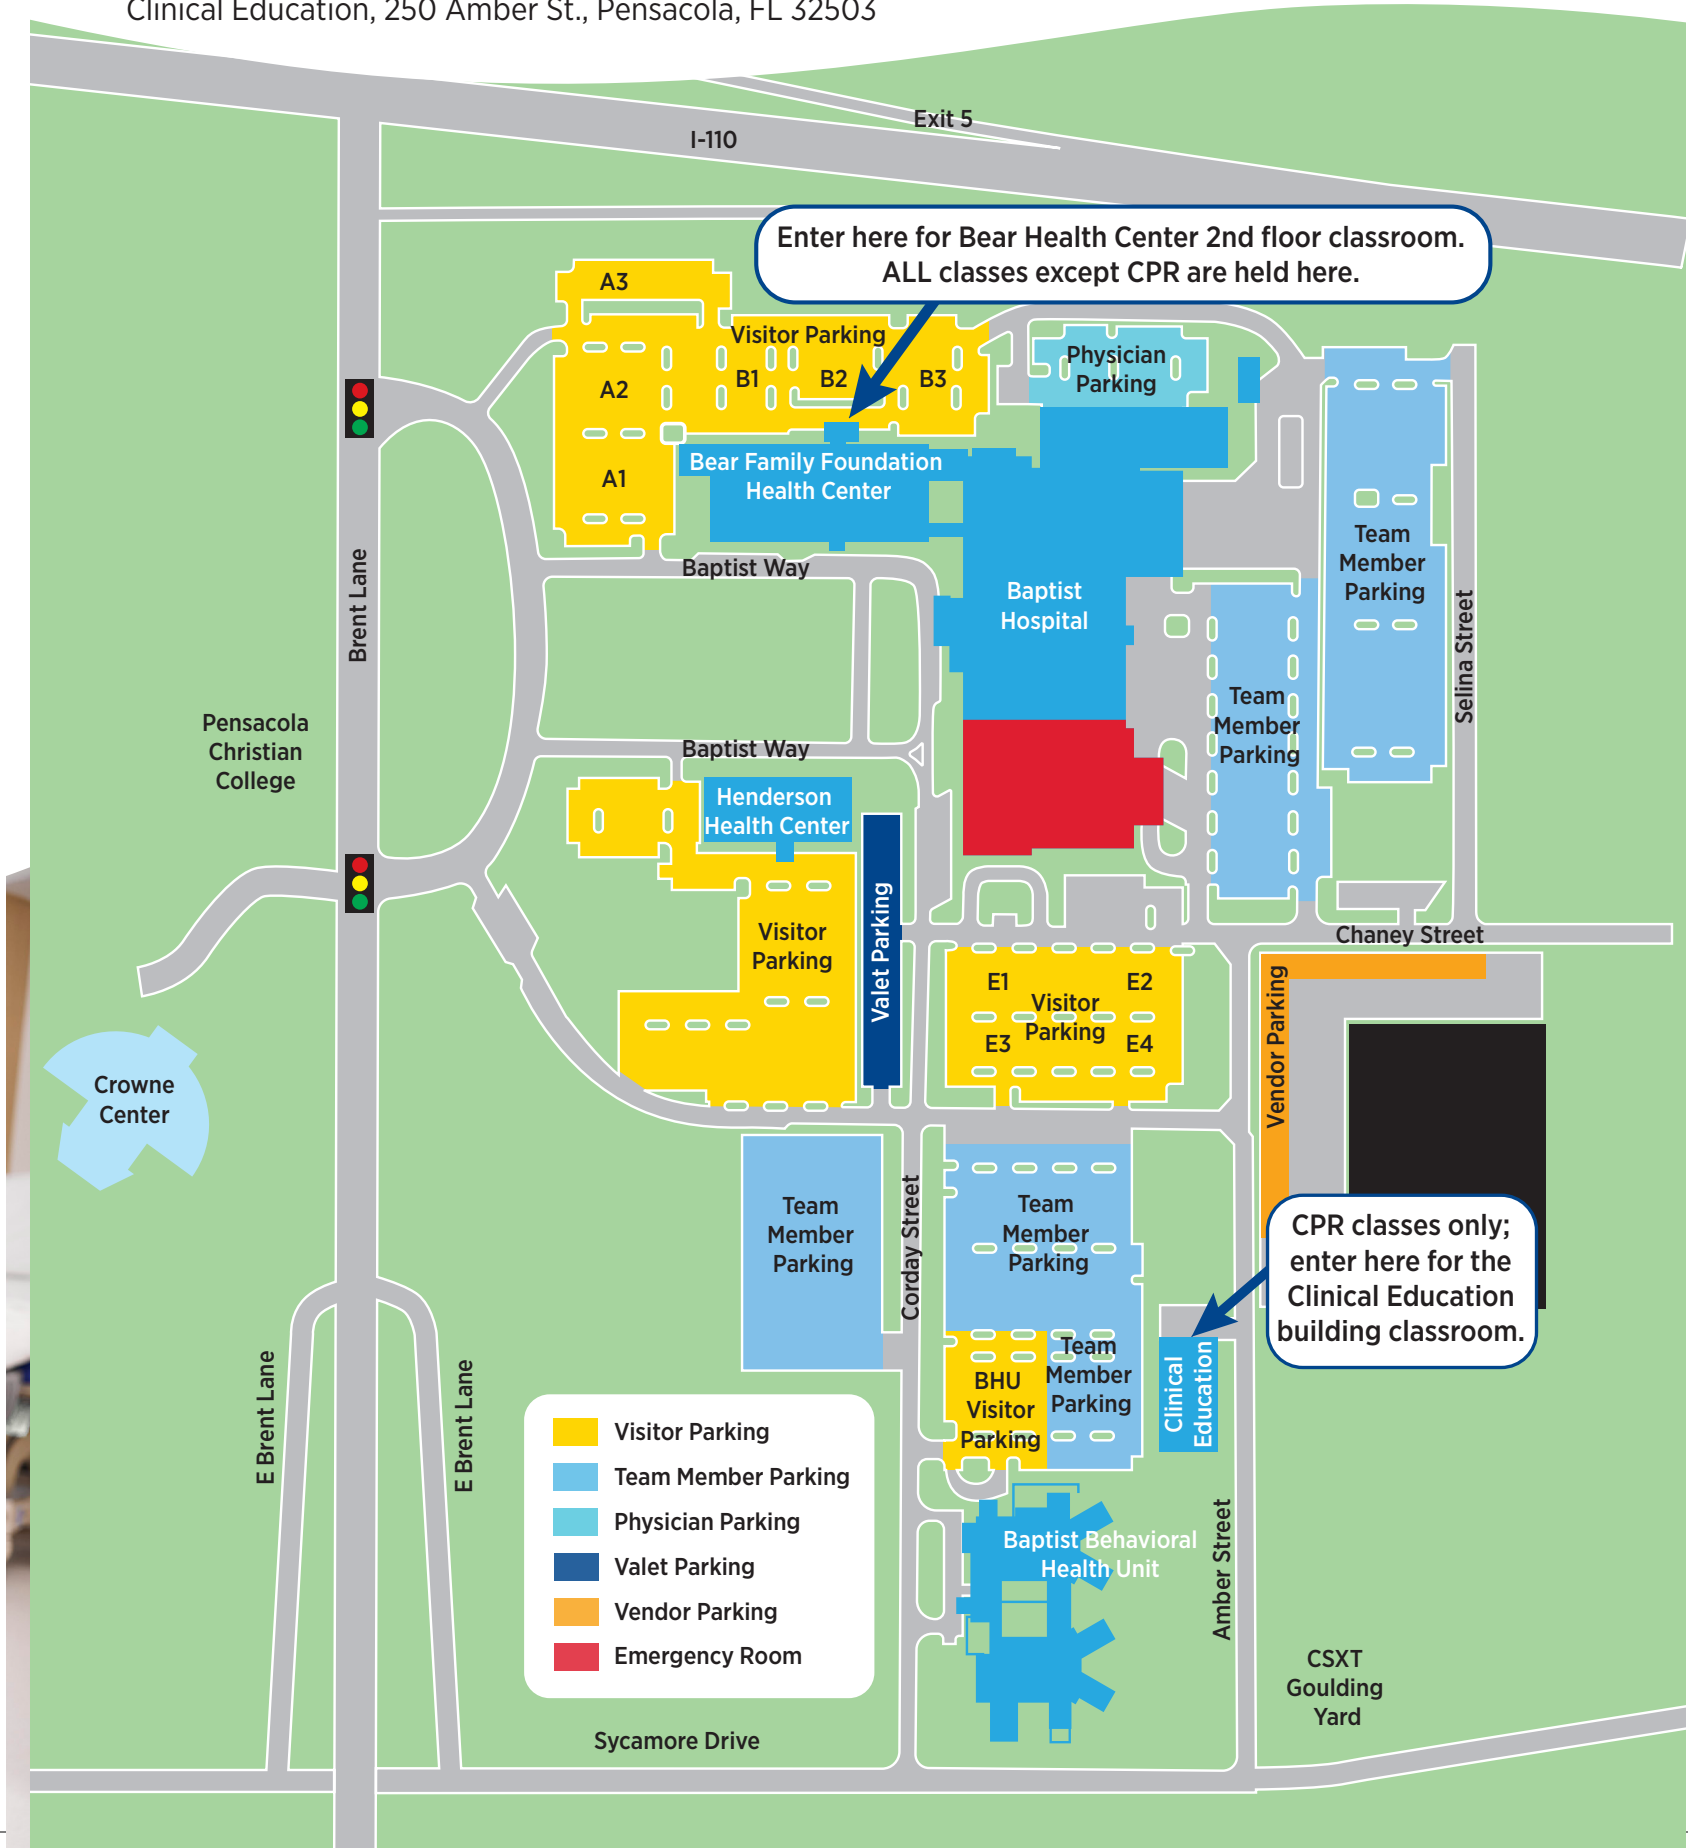 Clinical Education, 250 Amber St., Pensacola, FL 32503
Exit 5
I-110
Enter here for Bear Health Center 2nd floor classroom.
ALL classes except CPR are held here.
A3
Visitor Parking
Physician
Parking
A2
B1
B2
B3
A1
Bear Family Foundation
Health Center
Team
Member
Parking
Brent Lane
Baptist Way
Baptist
Hospital
Selina Street
Pensacola
Christian
College
Team
Member
Parking
Baptist Way
Henderson
Health Center
Visitor
Parking
Valet Parking
Chaney Street
E1
E2
Visitor
Parking
E3
E4
Vendor Parking
Crowne
Center
Team
Member
Parking
Corday Street
Team
Member
Parking
CPR classes only;
enter here for the
Clinical Education
building classroom.
E Brent Lane
E Brent Lane
BHU
Visitor
Parking
Team
Member
Parking
Clinical
Education
Visitor Parking
Team Member Parking
Physician Parking
Valet Parking
Vendor Parking
Emergency Room
Baptist Behavioral
Health Unit
Amber Street
CSXT
Goulding
Yard
Sycamore Drive